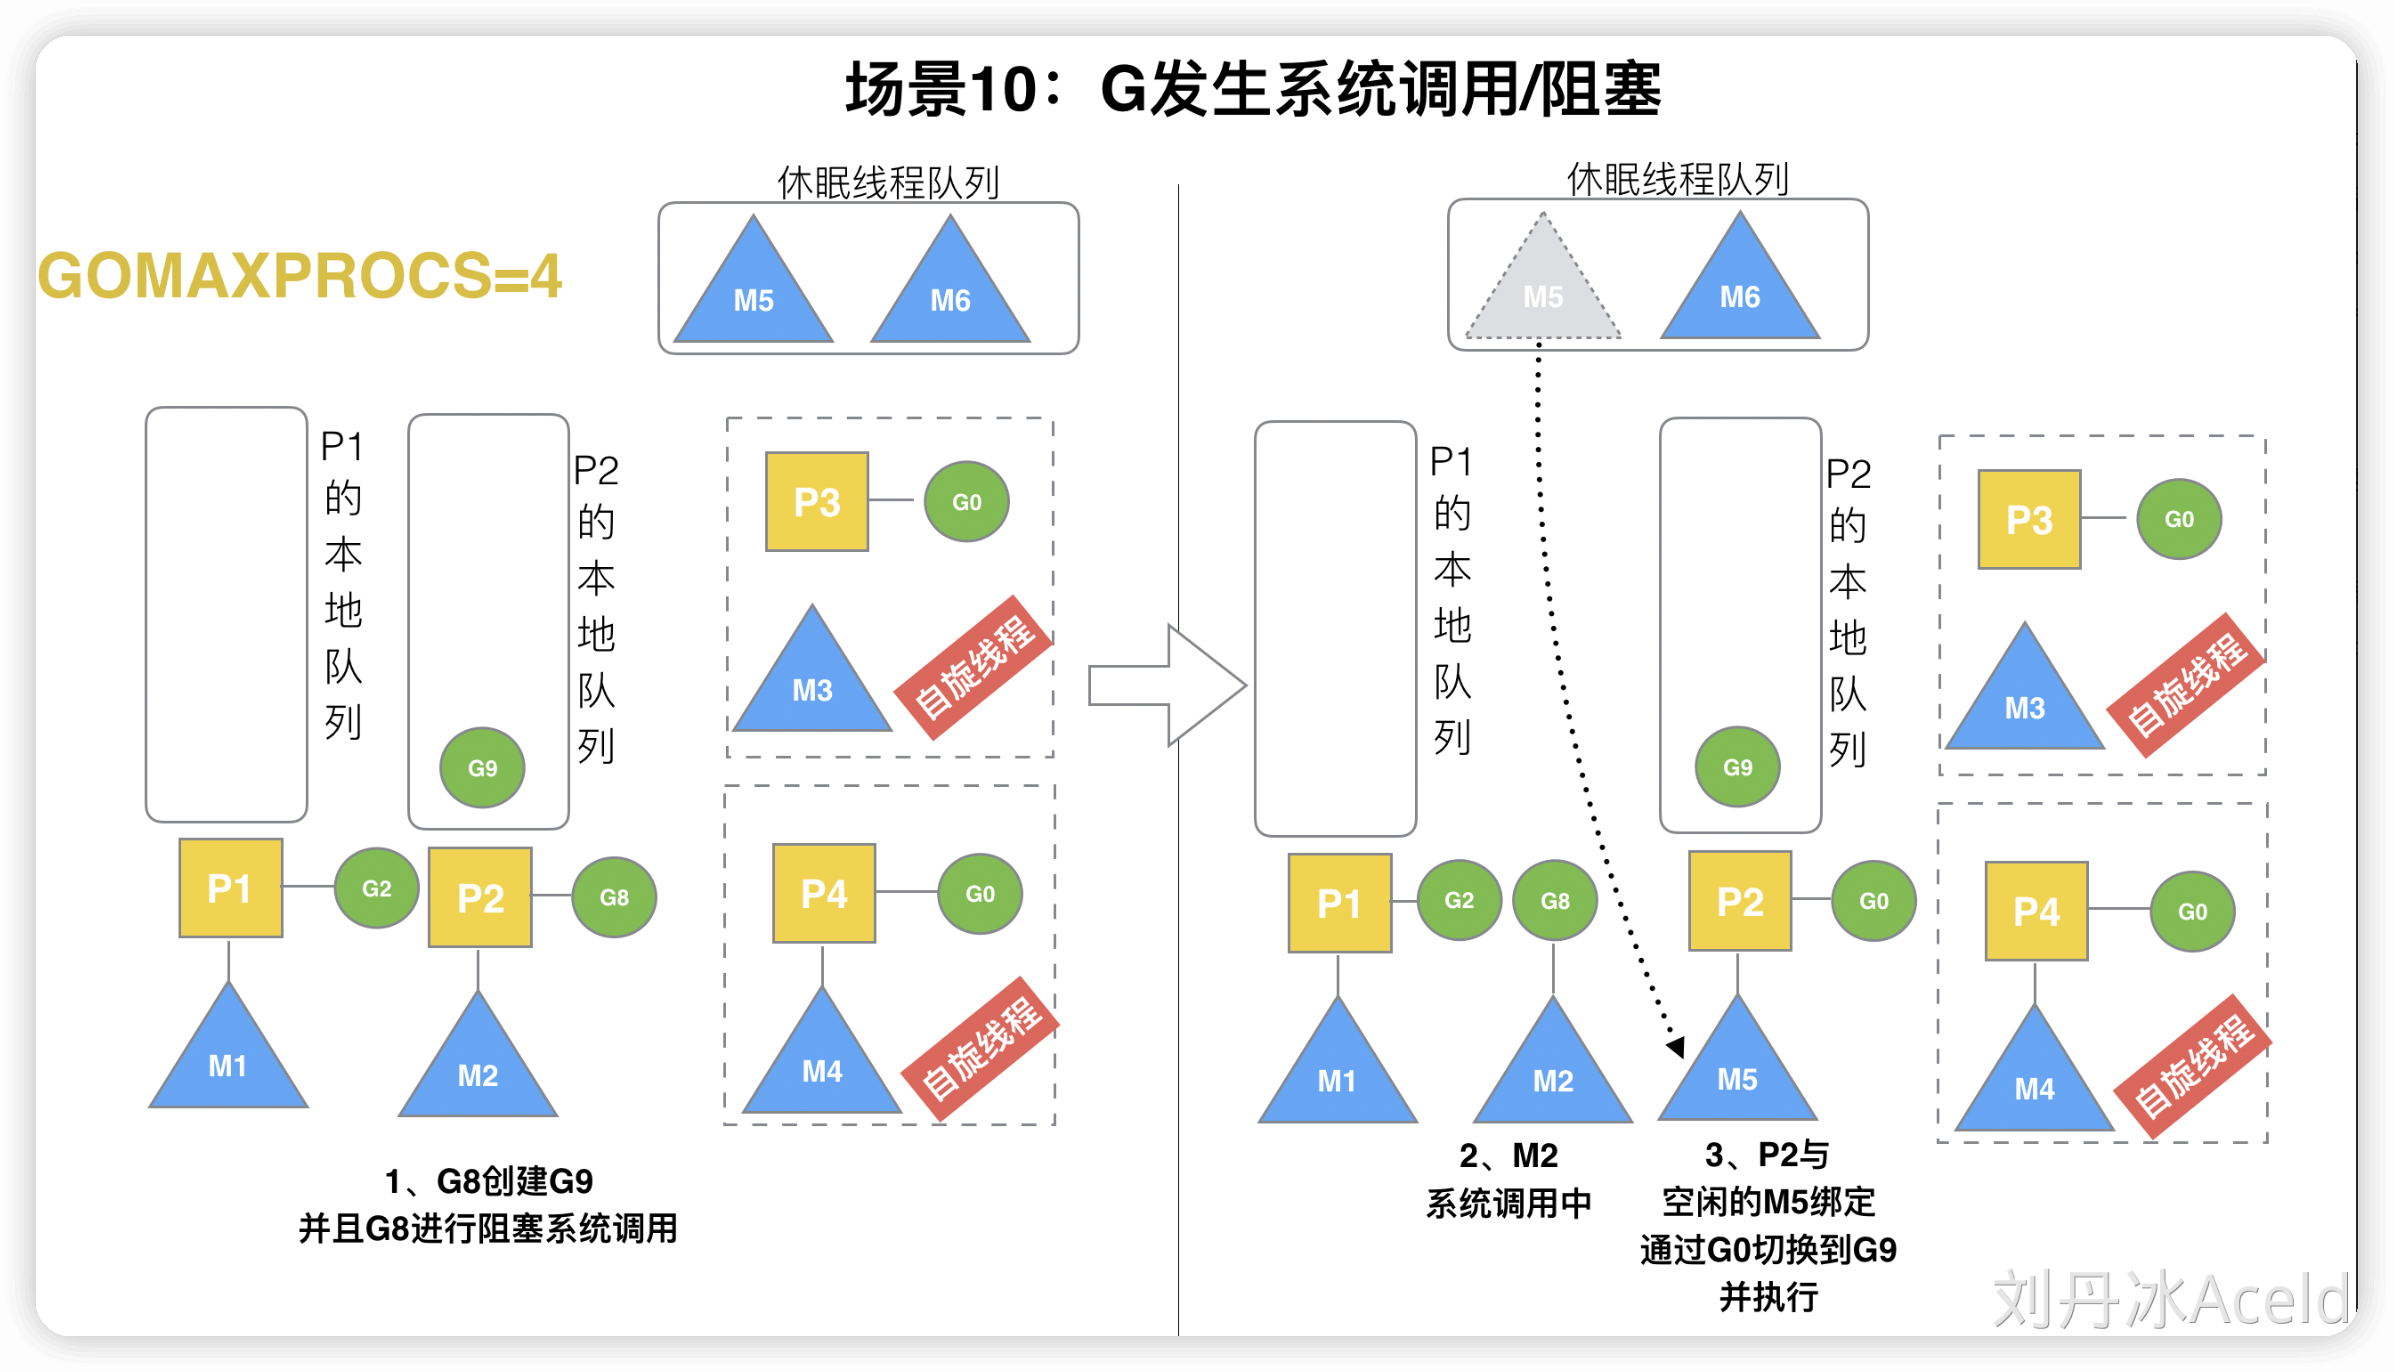 场景10：G发生系统调用/阻塞
GOMAXPROCS=4
休眠线程队列
M5
M6
P1的本地队列
P2的本地队列
G9
P1
G2
P2
G8
M1
M2
P3
G0
M3
自旋线程
P4
G0
M4
自旋线程
1、G8创建G9
并且G8进行阻塞系统调用
休眠线程队列
M5
M6
P1的本地队列
P2的本地队列
G9
P1
G2
G8
P2
G0
M1
M2
M5
P3
G0
M3
自旋线程
P4
G0
M4
自旋线程
2、M2
系统调用中
3、P2与
空闲的M5绑定
通过G0切换到G9
并执行
刘丹冰Aceld